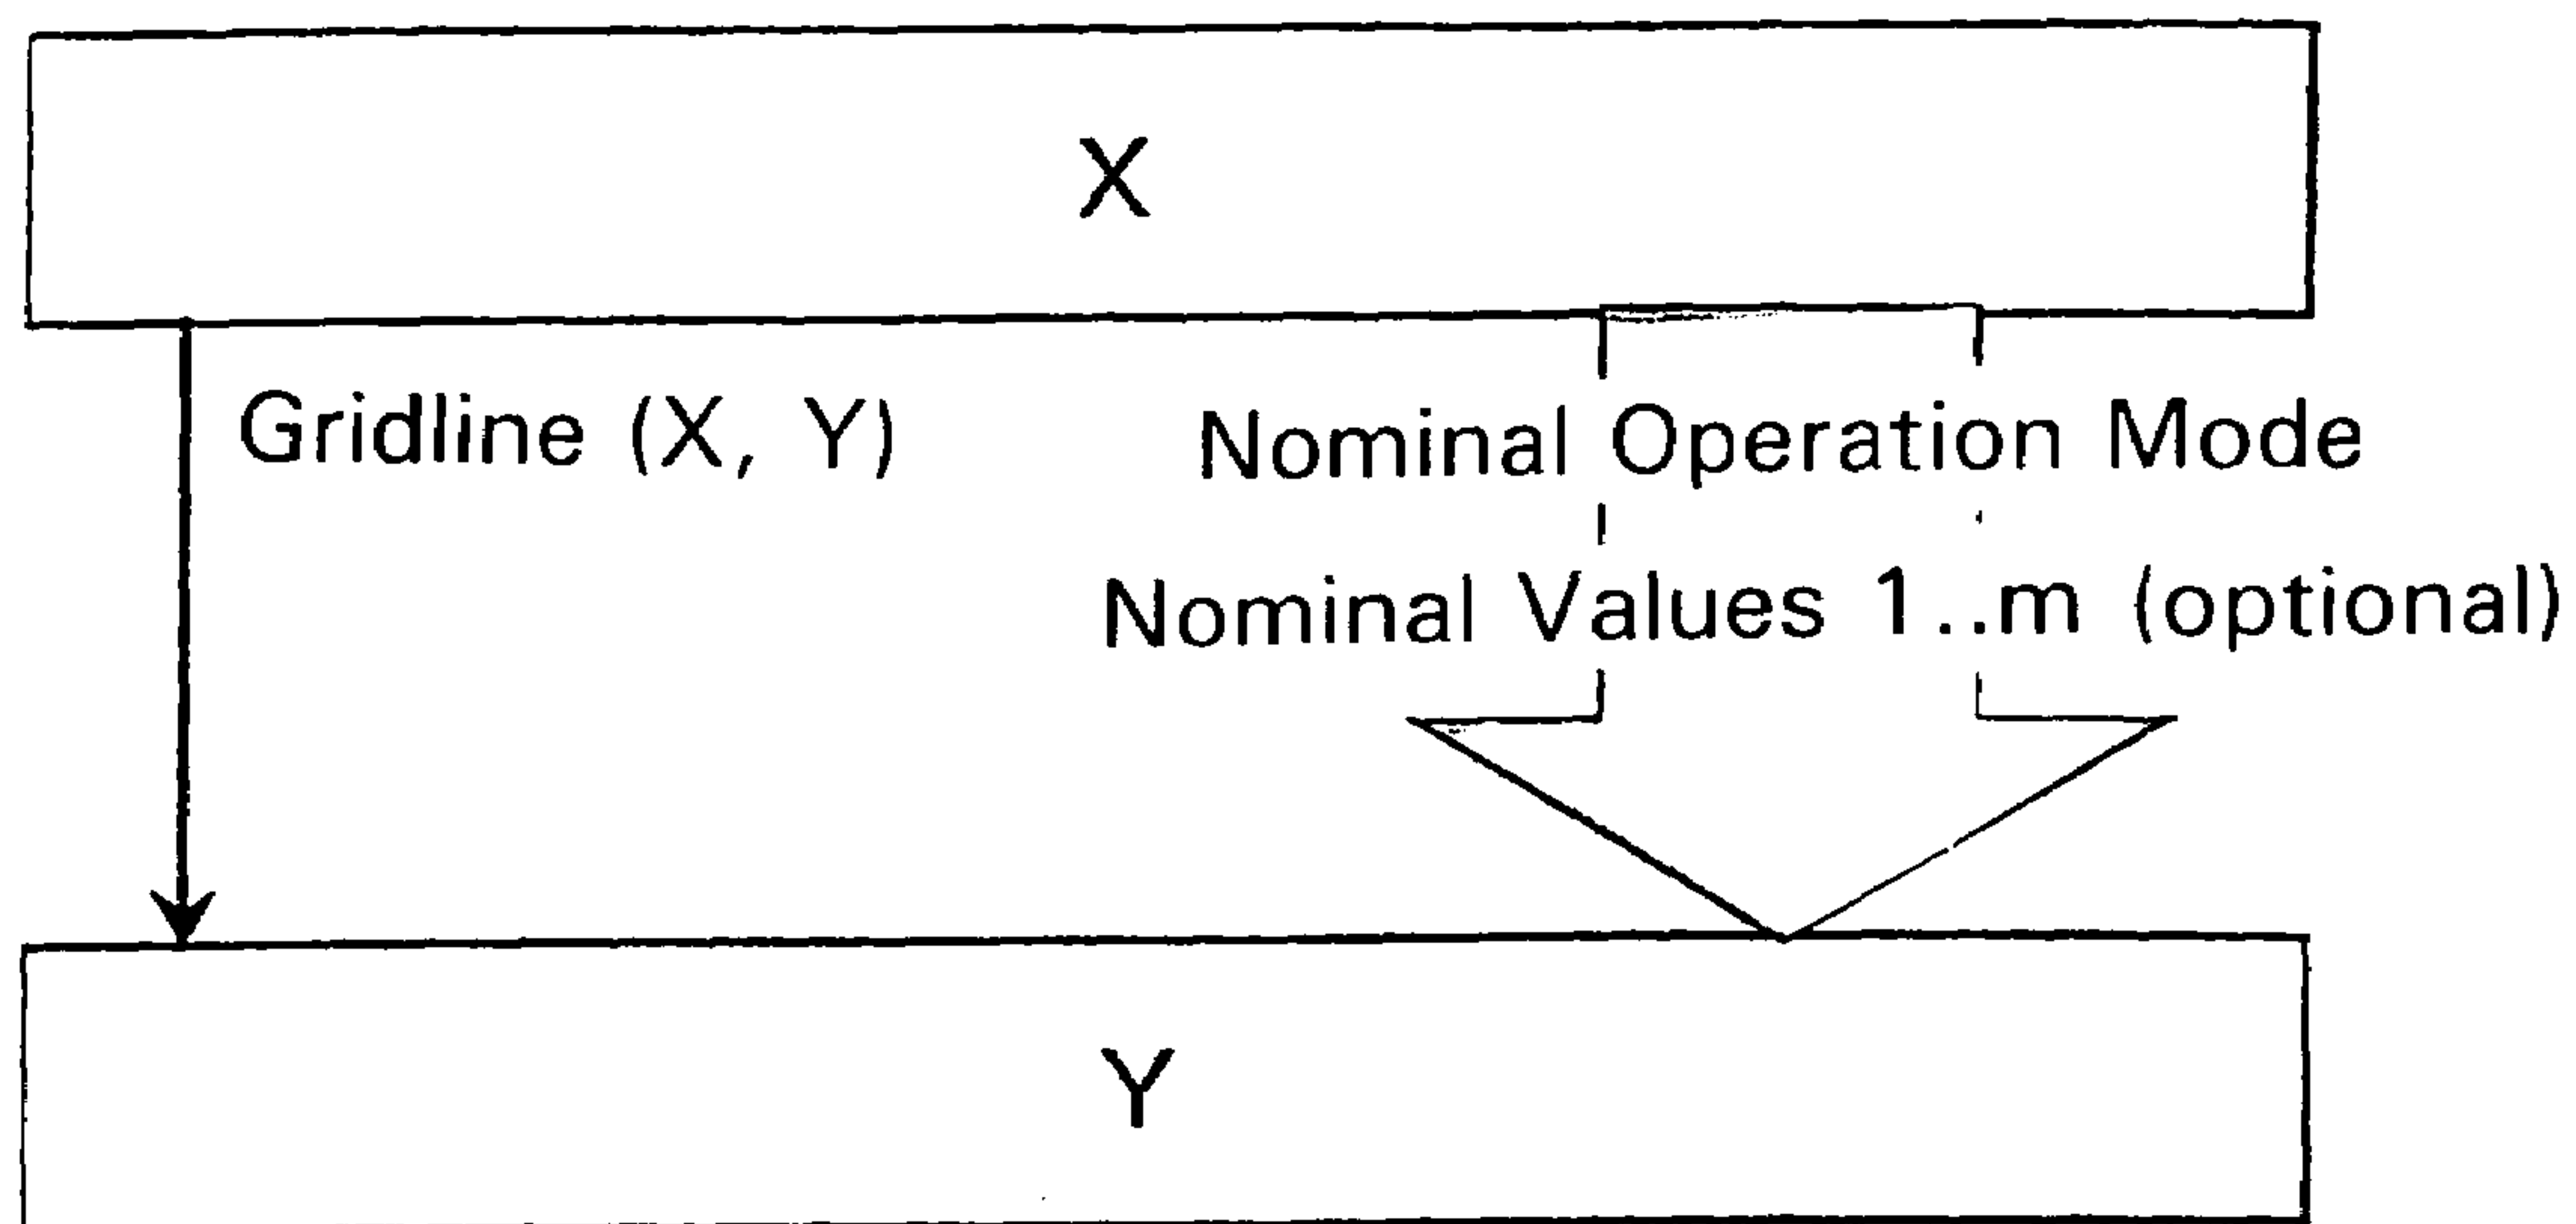 X
Gridline (X, Y)
Nominal Operation Mode
Nominal Values 1..m (optional)
Y